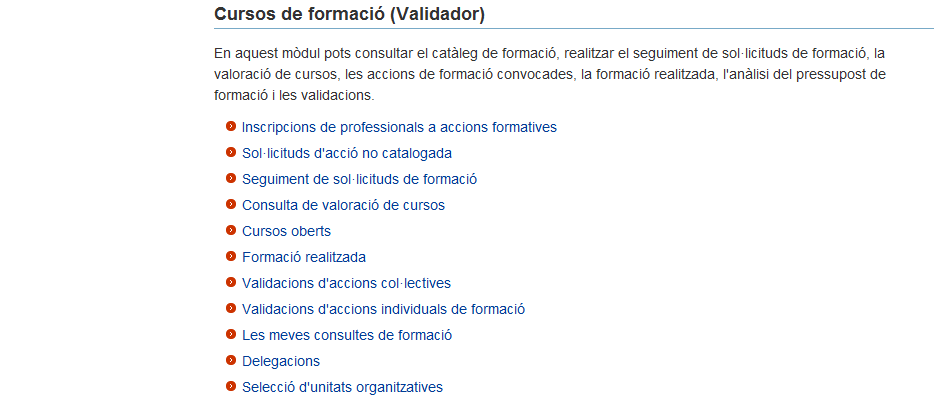 Cursos de formació (Validador)
En aquest mòdul pots consultar el catàleg de formació, realitzar el seguiment de sol·licituds de formació, la
valoració de cursos, les accions de formació convocades, la formació realitzada, l'anàlisi del pressupost de
formació i les validacions.
Inscripcions de professionals a accions formatives
Sol·licituds d'acció no catalogada
Seguiment de sol·licituds de formació
Consulta de valoració de cursos
Cursos oberts
Formació realitzada
Validacions d'accions col·lectives
Validacions d'accions individuals de formació
Les meves consultes de formació
Delegacions
Selecció d'unitats organitzatives